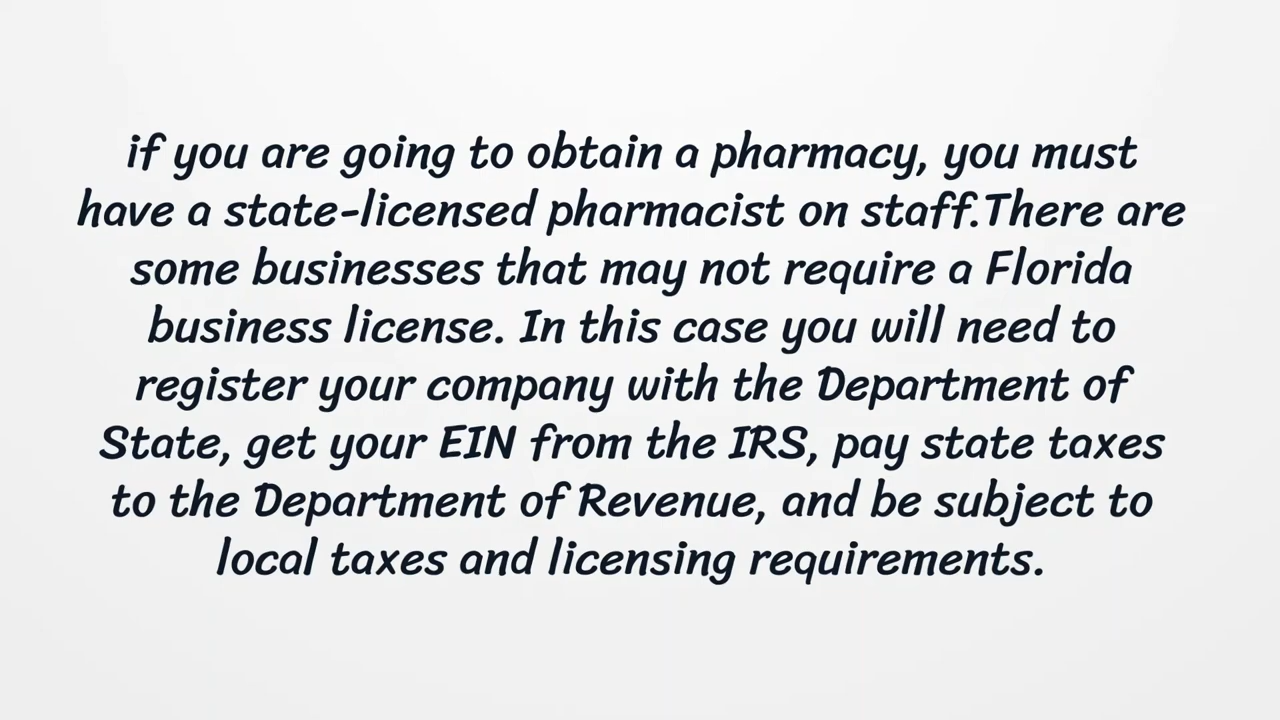 if you are going to obtain a pharmacy, you must
have a state-licensed pharmacist on staff.There are
some businesses that may not require a Florida
business license. In this case you will need to
register your company with the Department of
State, get your EIN from the IRS, pay state taxes
to the Department of Revenue, and be subject to
local taxes and licensing requirements.